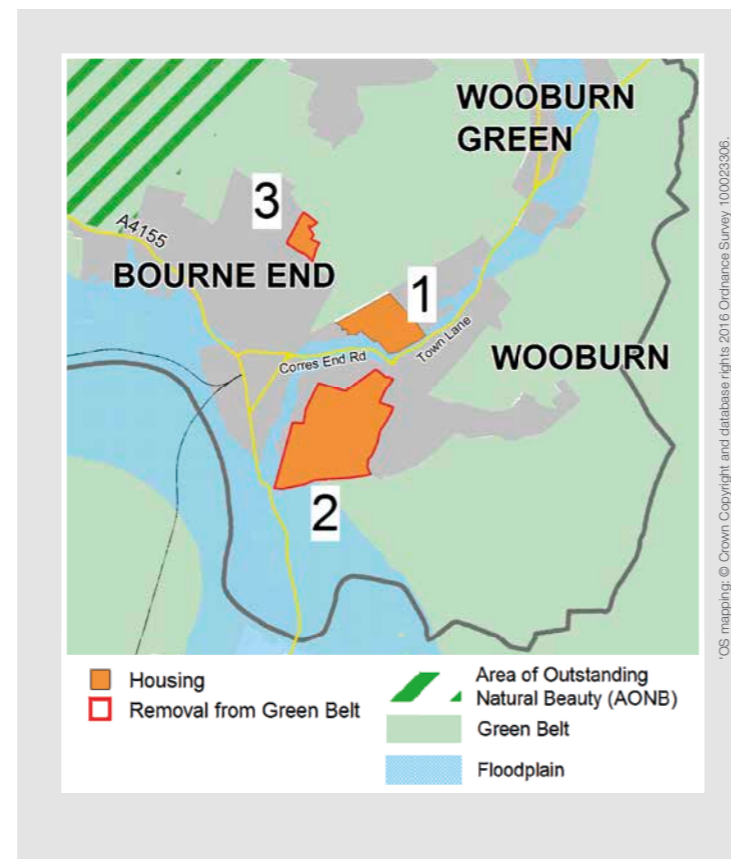 WOOBURN
GREEN
3
A4155
BOURNE END
1
Town Lane
Corres End Rd
WOOBURN
2
Housing
Removal from Green Belt
Area of Outstanding
Natural Beauty (AONB)
Green Belt
Floodplain
'OS mapping: © Crown Copyright and database rights 2016 Ordnance Survey 100023306.